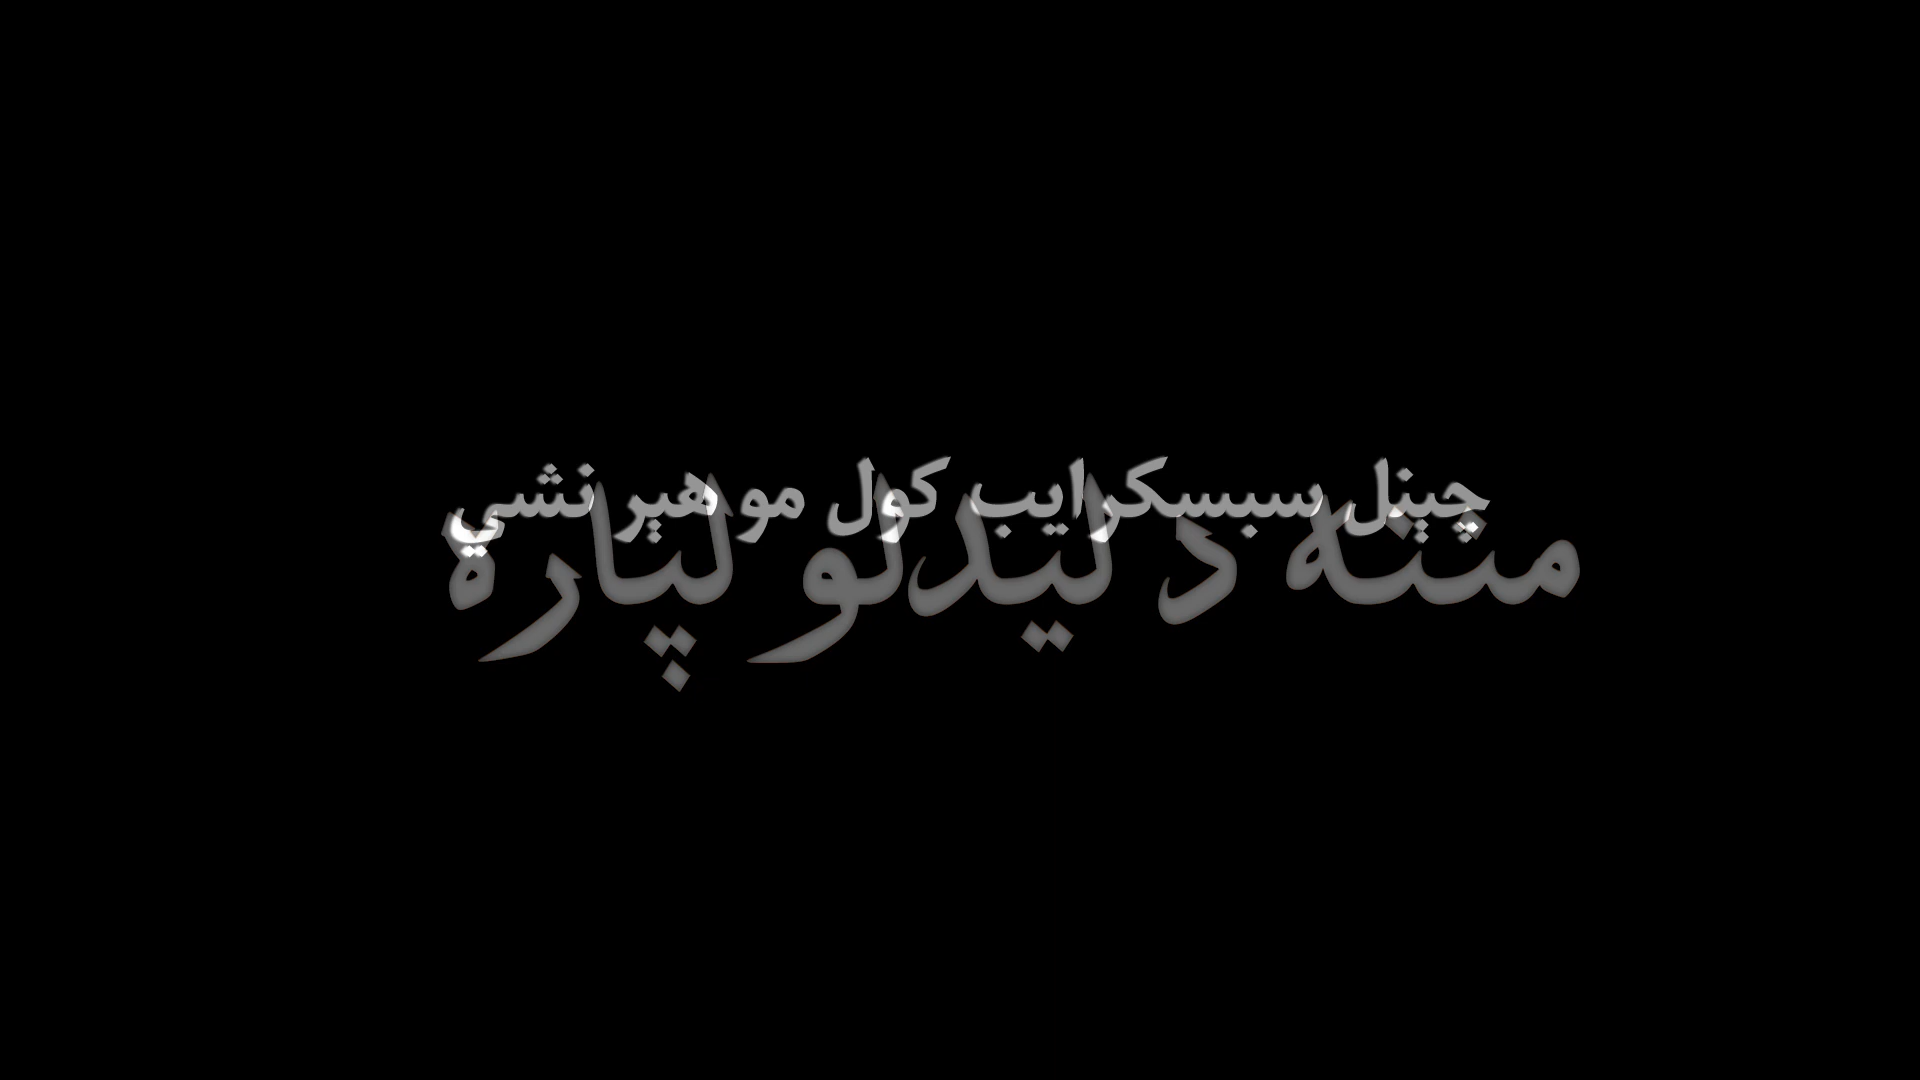 چینل سبسکرایب کول مو هیر نشي
مننه د لیدلو لپاره